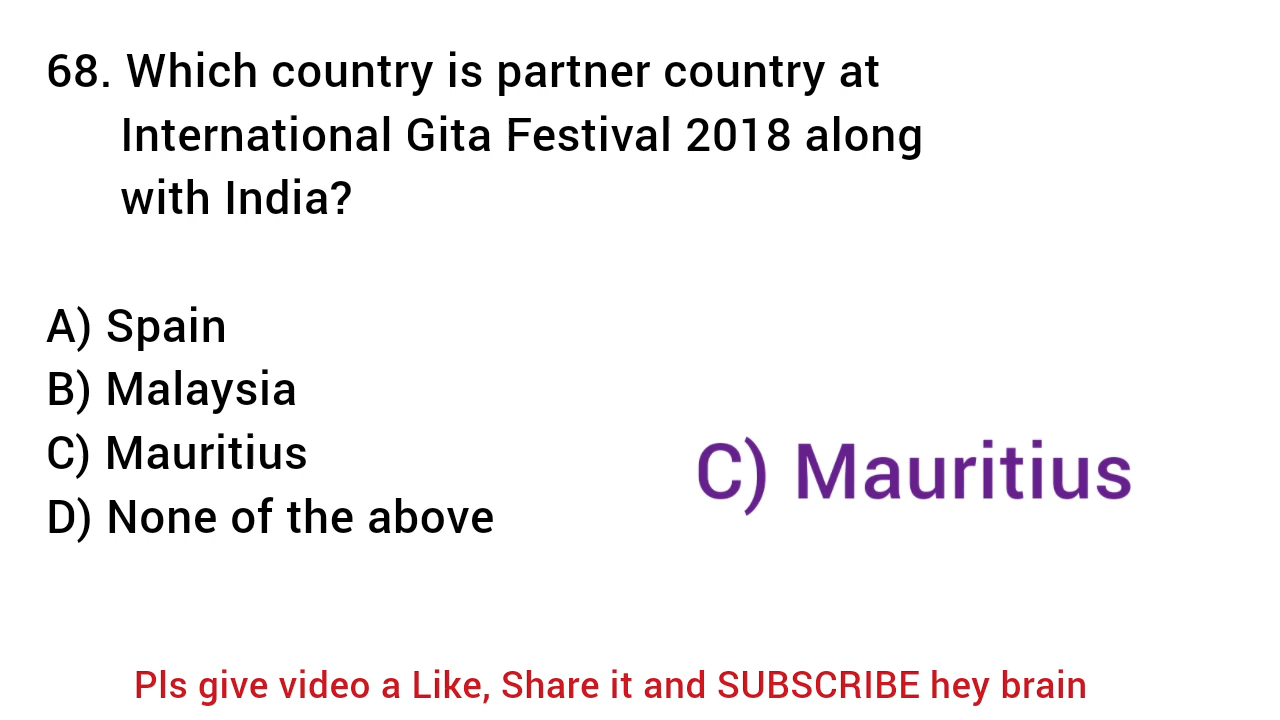 68. Which country is partner country at
International Gita Festival 2018 along
with India?
A) Spain
B) Malaysia
C) Mauritius
D) None of the above
C) Mauritius
Pls give video a Like, Share it and SUBSCRIBE hey brain